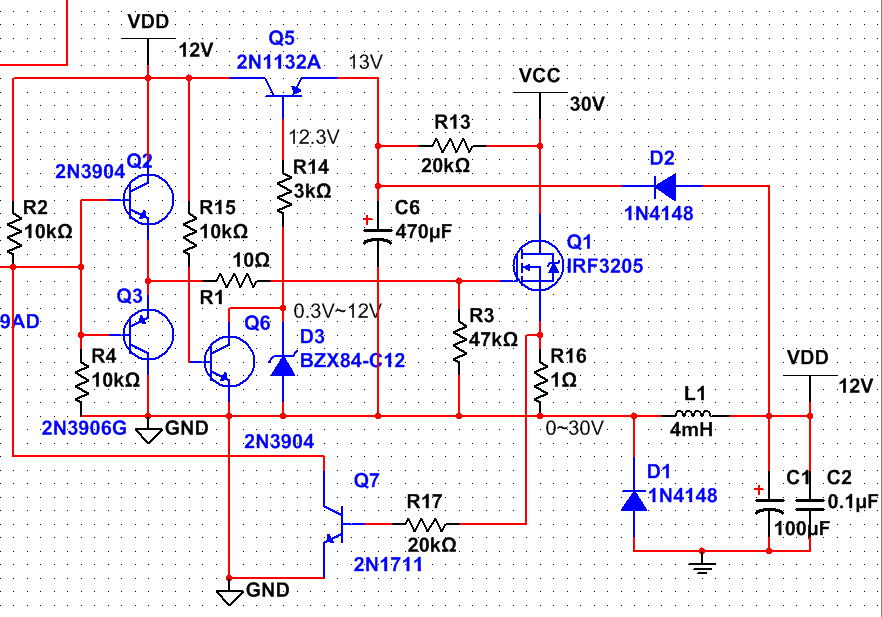 VDD
12V
Q5
2N1132A
13V
VCC
30V
12.3V
R13
20kΩ
Q2
2N3904
R14
3kΩ
D2
1N4148
R2
10kΩ
R15
10kΩ
C6
470µF
Q1
IRF3205
10Ω
R1
Q3
9AD
Q6
0.3V~12V
D3
BZX84-C12
R3
47kΩ
R4
10kΩ
R16
1Ω
VDD
12V
L1
4mH
2N3906G
GND
2N3904
0~30V
Q7
R17
20kΩ
2N1711
D1
1N4148
C1
100µF
C2
0.1µF
GND